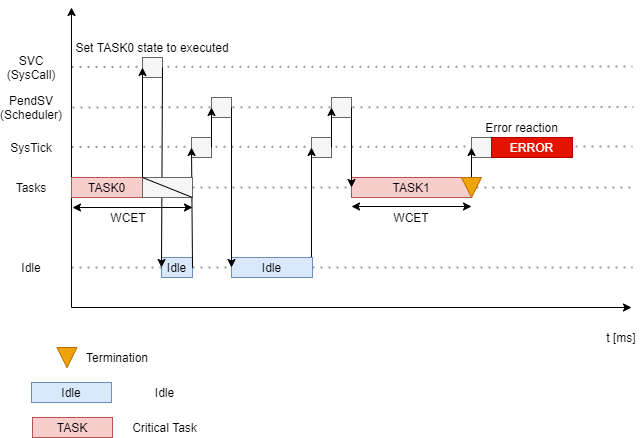 Set TASK0 state to executed
SVC
(SysCall)
PendSV
(Scheduler)
Error reaction
SysTick
ERROR
Tasks
TASK0
TASK1
WCET
WCET
Idle
Idle
Idle
t [ms]
Termination
Idle
Idle
TASK
Critical Task